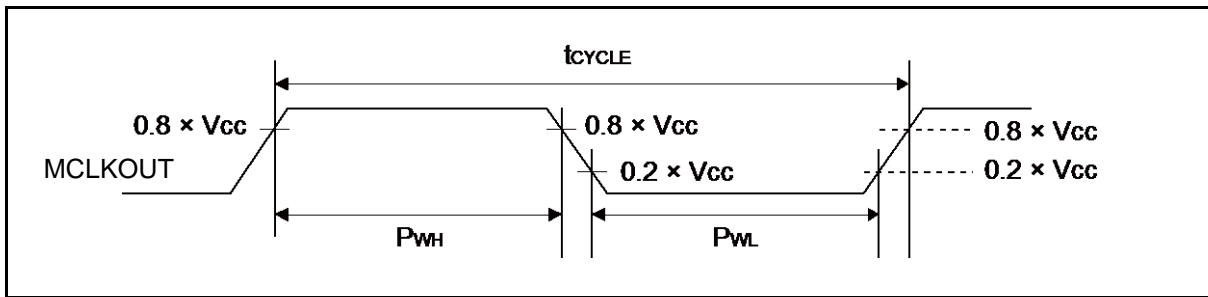 tCYCLE
0.8 × Vcc
0.8 × Vcc
0.8 × Vcc
MCLKOUT
0.2 × Vcc
0.2 × Vcc
PWH
PWL